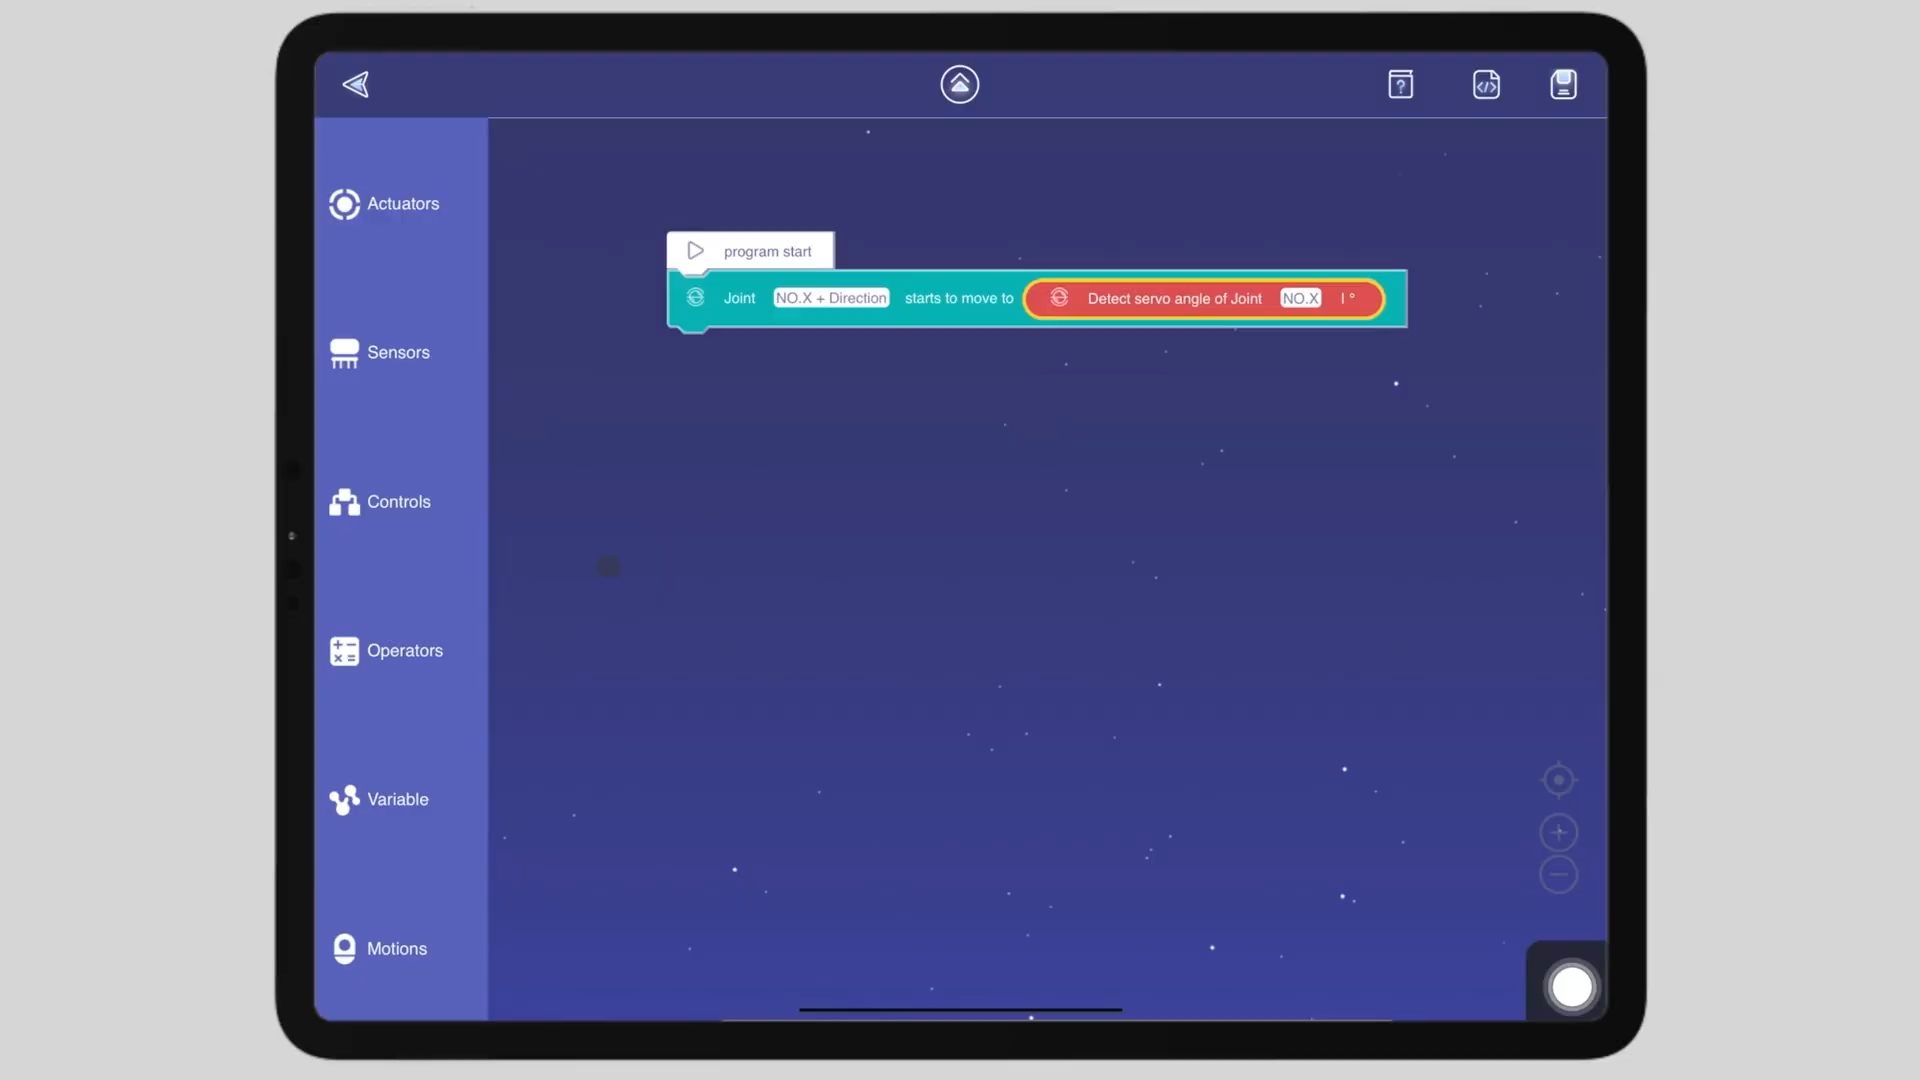 Actuators
Sensors
Controls
Operators
Variable
Motions
program start
Joint NO.X + Direction starts to move to Detect servo angle of Joint NO.X | °